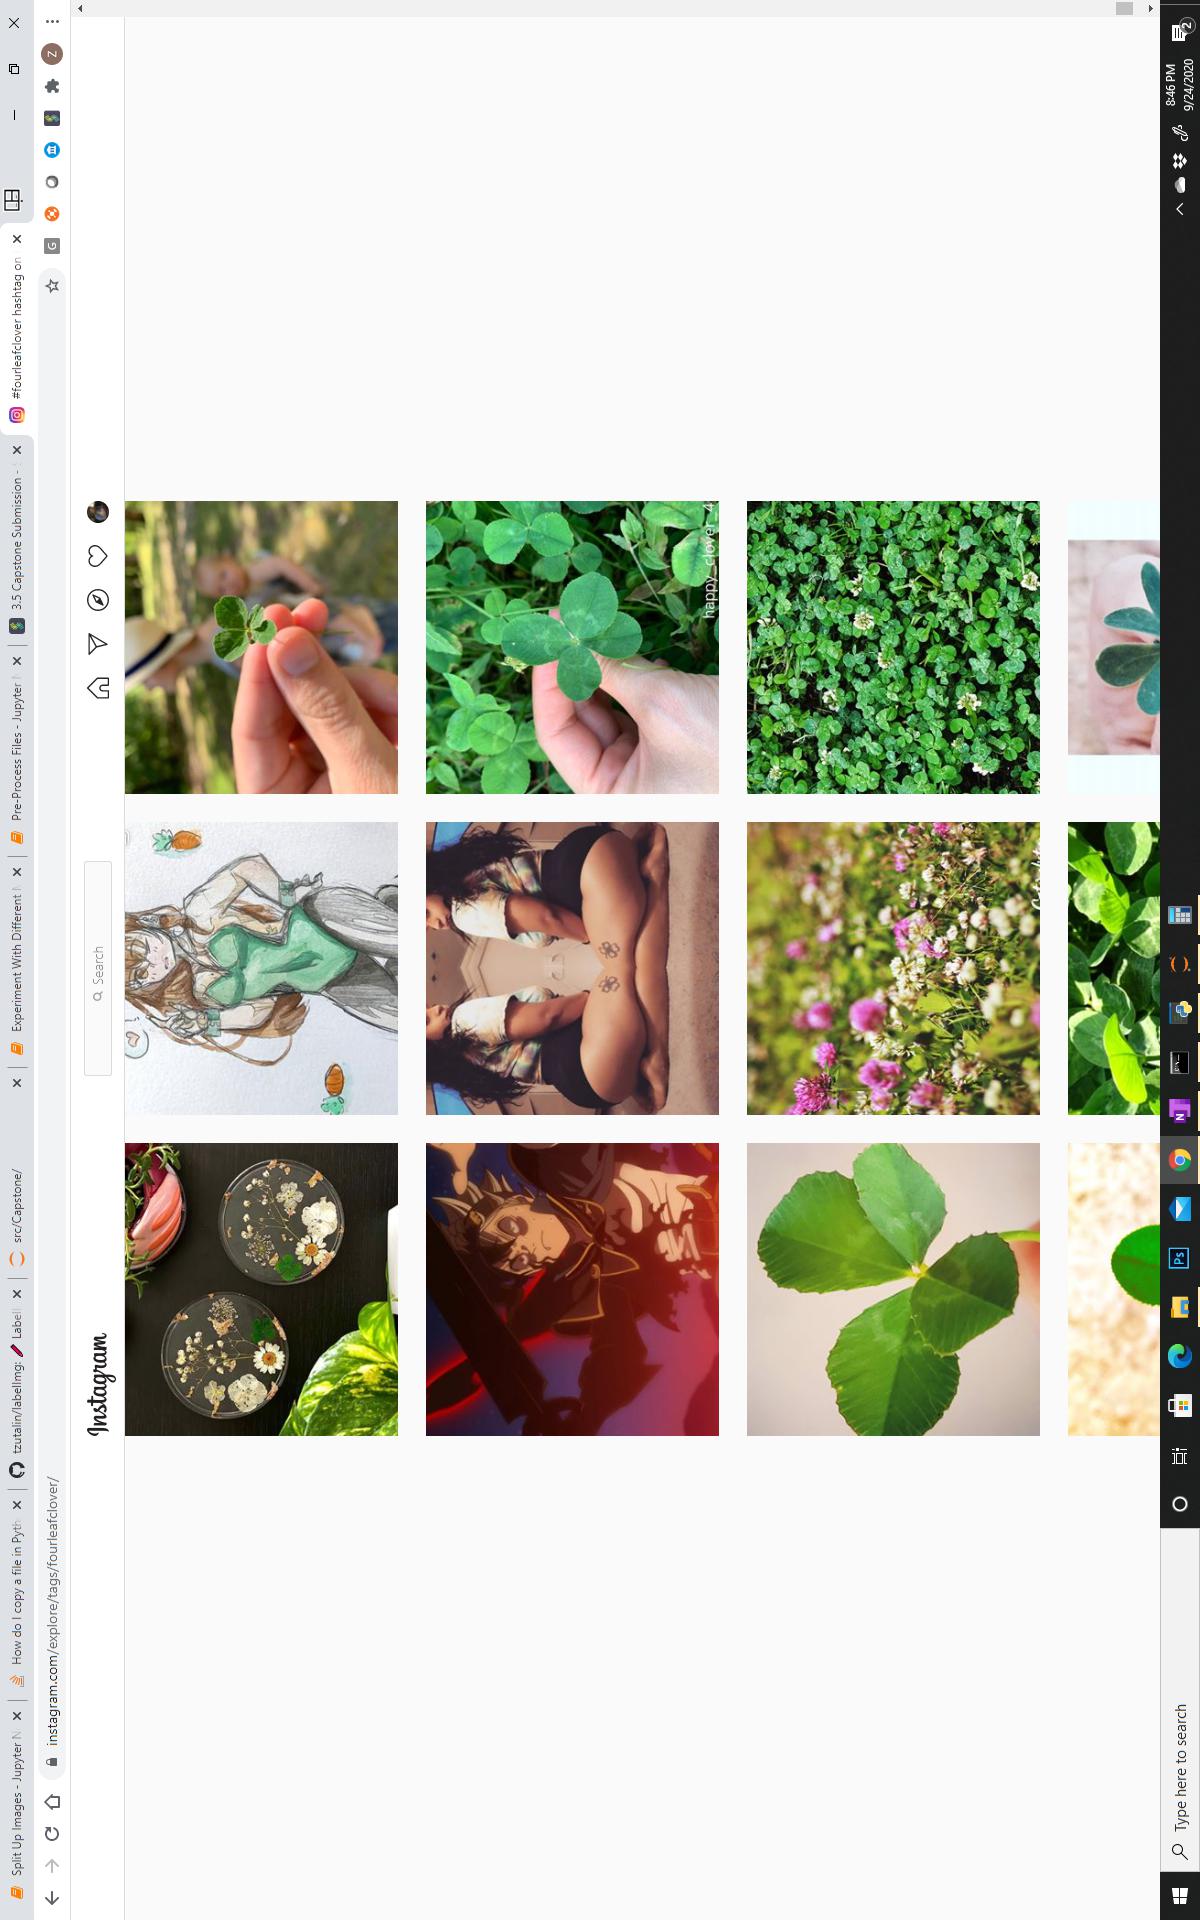 Split Up Images - Jupyter N
How do I copy a file in Pyth
tzutalin/labelImg: Label
src/Capstone/
Experiment With Different N
Pre-Process Files - Jupyter N
3.5 Capstone Submission -
#fourleafclover hashtag on
instagram.com/explore/tags/fourleafclover/
G
Z
Instagram
Search
happy_clover_4
Type here to search
Ps
N
8:46 PM
9/24/2020
2